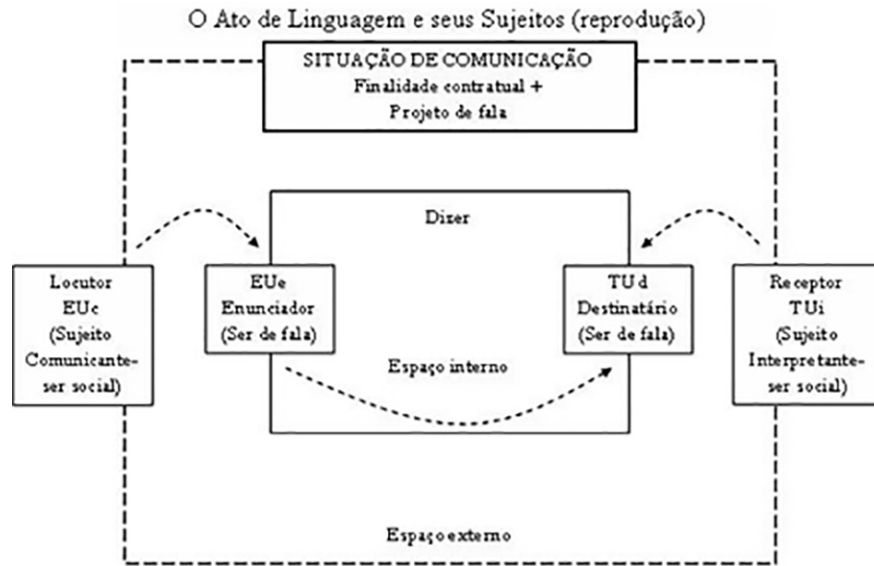 O Ato de Linguagem e seus Sujeitos (reprodução)
SITUAÇÃO DE COMUNICAÇÃO
Finalidade contratual +
Projeto de fala
Dizer
Locutor
EUc
(Sujeito
Comunicante-
ser social)
EUe
Enunciador
(Ser de fala)
TUd
Destinatário
(Ser de fala)
Receptor
TUi
(Sujeito
Interpretante-
ser social)
Espaço interno
Espaço externo